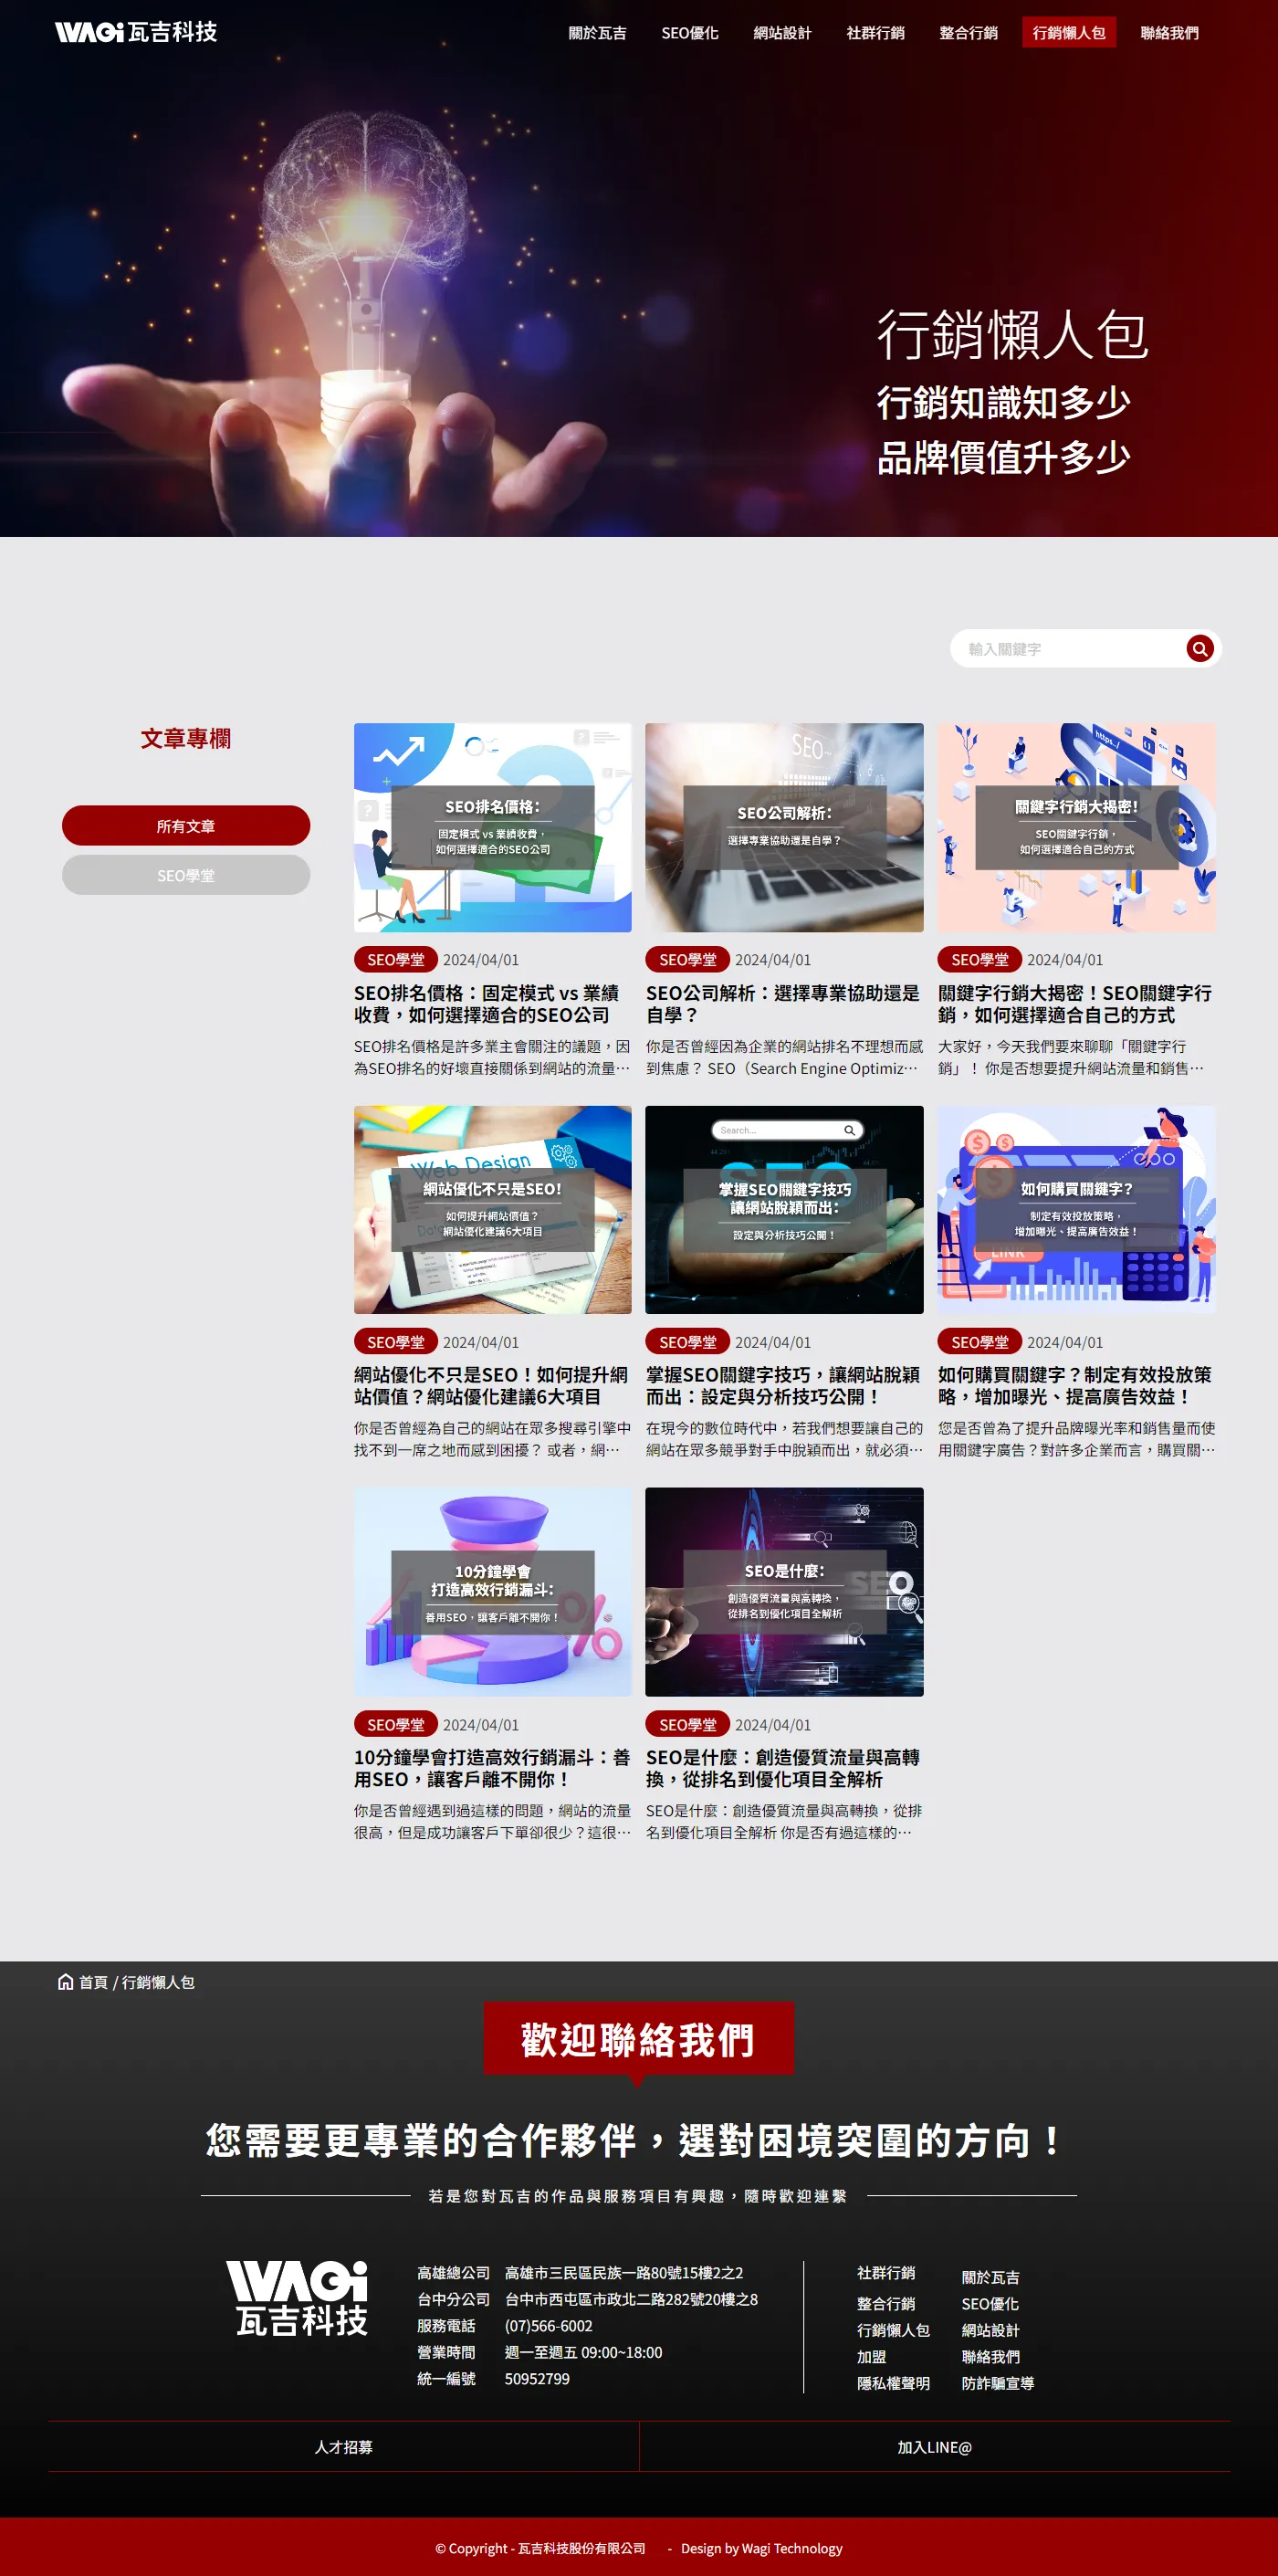 WAGi 瓦吉科技
關於瓦吉
SEO優化
網站設計
社群行銷
整合行銷
行銷懶人包
聯絡我們
行銷懶人包
行銷知識知多少
品牌價值升多少
輸入關鍵字
文章專欄
所有文章
SEO學堂
SEO排名價格：
固定模式 vs 業績收費，
如何選擇適合的SEO公司
SEO學堂 2024/04/01
SEO排名價格：固定模式 vs 業績
收費，如何選擇適合的SEO公司
SEO排名價格是許多業主會關注的議題，因
為SEO排名的好壞直接關係到網站的流量…
SEO...
SEO公司解析：
選擇專業協助還是自學？
SEO學堂 2024/04/01
SEO公司解析：選擇專業協助還是
自學？
你是否曾經因為企業的網站排名不理想而感
到焦慮？ SEO（Search Engine Optimiz…
https../
關鍵字行銷大揭密！
SEO關鍵字行銷，
如何選擇適合自己的方式
SEO學堂 2024/04/01
關鍵字行銷大揭密！SEO關鍵字行
銷，如何選擇適合自己的方式
大家好，今天我們要來聊聊「關鍵字行
銷」！ 你是否想要提升網站流量和銷售…
Web Design
網站優化不只是SEO！
如何提升網站價值？
網站優化建議6大項目
SEO學堂 2024/04/01
網站優化不只是SEO！如何提升網
站價值？網站優化建議6大項目
你是否曾經為自己的網站在眾多搜尋引擎中
找不到一席之地而感到困擾？ 或者，網…
Search...
SEO
掌握SEO關鍵字技巧
讓網站脫穎而出：
設定與分析技巧公開！
SEO學堂 2024/04/01
掌握SEO關鍵字技巧，讓網站脫穎
而出：設定與分析技巧公開！
在現今的數位時代中，若我們想要讓自己的
網站在眾多競爭對手中脫穎而出，就必須…
如何購買關鍵字？
制定有效投放策略，
增加曝光、提高廣告效益！
LINK
SEO學堂 2024/04/01
如何購買關鍵字？制定有效投放策
略，增加曝光、提高廣告效益！
您是否曾為了提升品牌曝光率和銷售量而使
用關鍵字廣告？對許多企業而言，購買關…
10分鐘學會
打造高效行銷漏斗：
善用SEO，讓客戶離不開你！
SEO學堂 2024/04/01
10分鐘學會打造高效行銷漏斗：善
用SEO，讓客戶離不開你！
你是否曾經遇到過這樣的問題，網站的流量
很高，但是成功讓客戶下單卻很少？這很…
SEO是什麼：
SEO
創造優質流量與高轉換，
從排名到優化項目全解析
SEO學堂 2024/04/01
SEO是什麼：創造優質流量與高轉
換，從排名到優化項目全解析
SEO是什麼：創造優質流量與高轉換，從排
名到優化項目全解析 你是否有過這樣的…
首頁 / 行銷懶人包
歡迎聯絡我們
您需要更專業的合作夥伴，選對困境突圍的方向！
若是您對瓦吉的作品與服務項目有興趣，隨時歡迎連繫
WAGi
瓦吉科技
高雄總公司 高雄市三民區民族一路80號15樓之2
台中分公司 台中市西屯區市政北二路282號20樓之8
服務電話 (07)566-6002
營業時間 週一至週五 09:00~18:00
統一編號 50952799
社群行銷
整合行銷
行銷懶人包
加盟
隱私權聲明
關於瓦吉
SEO優化
網站設計
聯絡我們
防詐騙宣導
人才招募
加入LINE@
© Copyright - 瓦吉科技股份有限公司 - Design by Wagi Technology